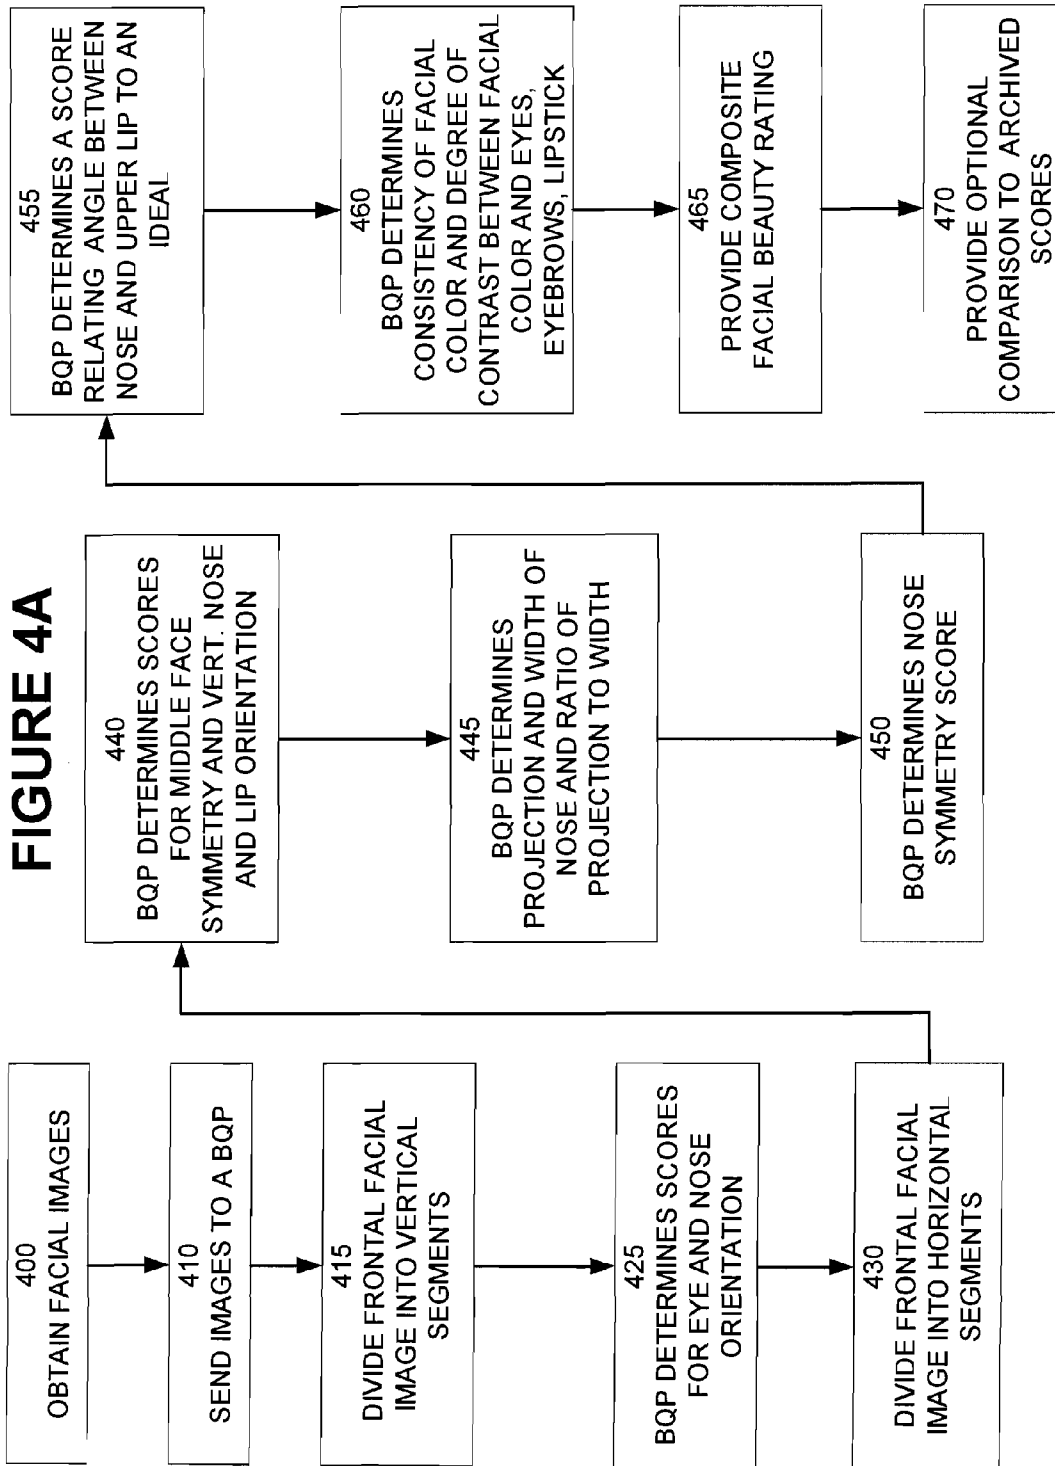 FIGURE 4A
400
OBTAIN FACIAL IMAGES
410
SEND IMAGES TO A BQP
415
DIVIDE FRONTAL FACIAL
IMAGE INTO VERTICAL
SEGMENTS
425
BQP DETERMINES SCORES
FOR EYE AND NOSE
ORIENTATION
430
DIVIDE FRONTAL FACIAL
IMAGE INTO HORIZONTAL
SEGMENTS
440
BQP DETERMINES SCORES
FOR MIDDLE FACE
SYMMETRY AND VERT. NOSE
AND LIP ORIENTATION
445
BQP DETERMINES
PROJECTION AND WIDTH OF
NOSE AND RATIO OF
PROJECTION TO WIDTH
450
BQP DETERMINES NOSE
SYMMETRY SCORE
455
BQP DETERMINES A SCORE
RELATING ANGLE BETWEEN
NOSE AND UPPER LIP TO AN
IDEAL
460
BQP DETERMINES
CONSISTENCY OF FACIAL
COLOR AND DEGREE OF
CONTRAST BETWEEN FACIAL
COLOR AND EYES,
EYEBROWS, LIPSTICK
465
PROVIDE COMPOSITE
FACIAL BEAUTY RATING
470
PROVIDE OPTIONAL
COMPARISON TO ARCHIVED
SCORES